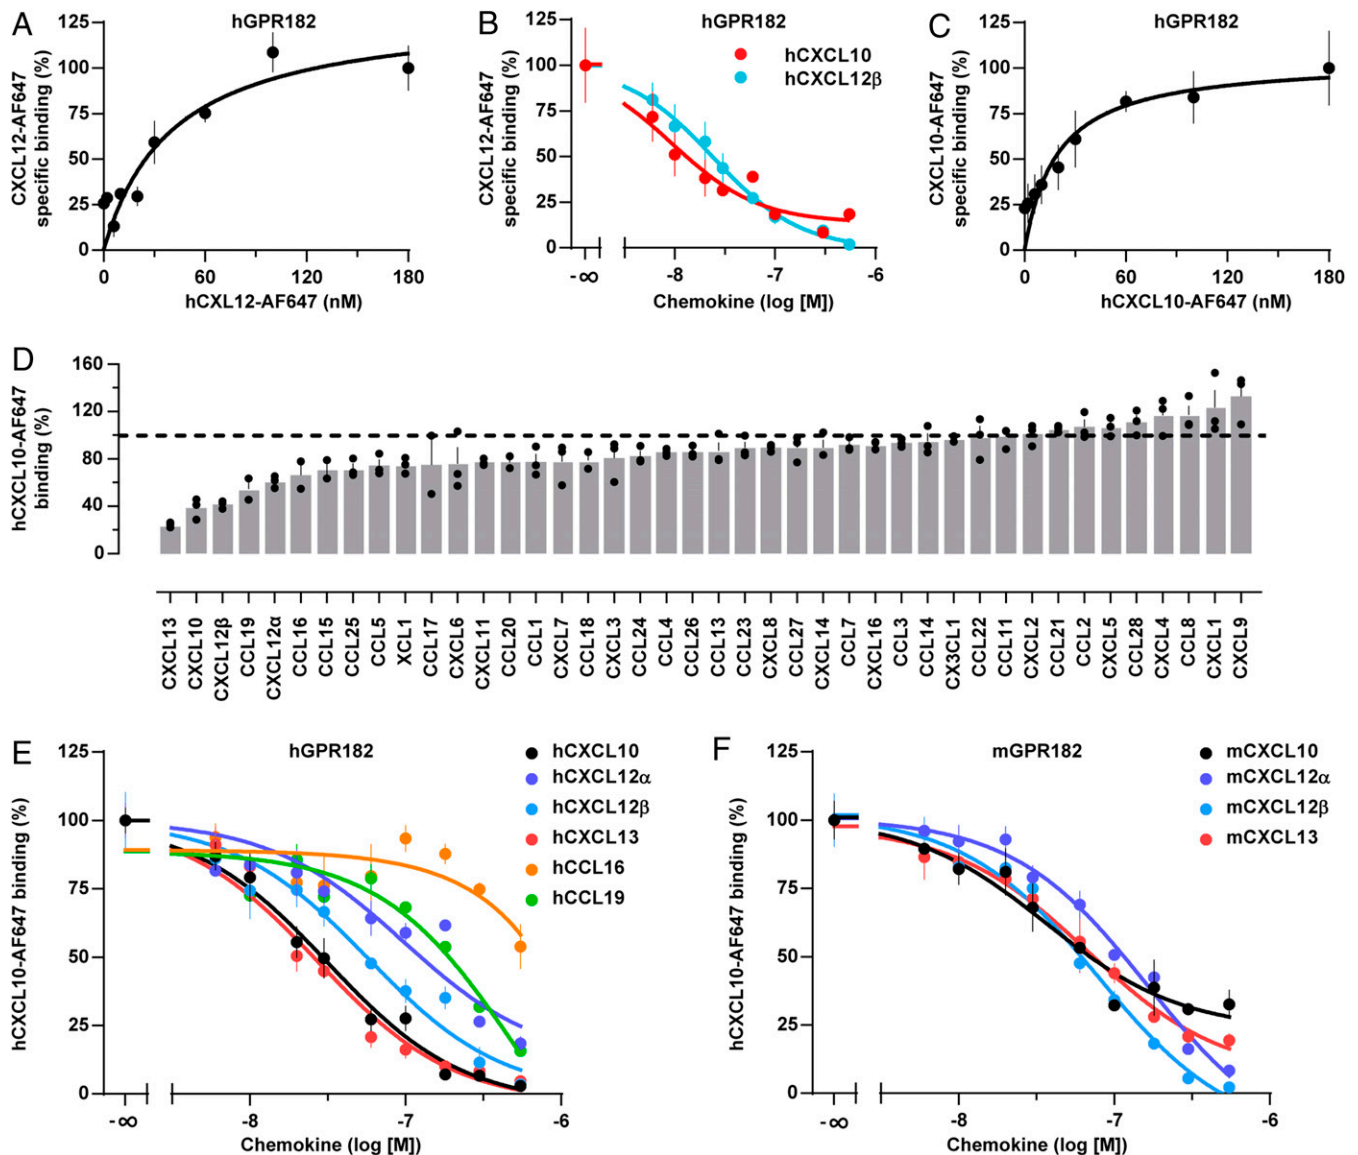 A
hGPR182
CXCL12-AF647
specific binding (%)
125
100
75
50
25
0
0
60
120
180
hCXL12-AF647 (nM)
B
hGPR182
CXCL12-AF647
specific binding (%)
125
100
75
50
25
0
hCXCL10
hCXCL12β
-∞
-8
-7
-6
Chemokine (log [M])
C
hGPR182
CXCL10-AF647
specific binding (%)
125
100
75
50
25
0
0
60
120
180
hCXCL10-AF647 (nM)
D
hCXCL10-AF647
binding (%)
160
120
80
40
0
CXCL13
CXCL10
CXCL12β
CCL19
CXCL12α
CCL16
CCL15
CCL25
CCL5
XCL1
CCL17
CXCL6
CXCL11
CCL20
CCL1
CXCL7
CCL18
CXCL3
CCL24
CCL4
CCL26
CCL13
CCL23
CXCL8
CCL27
CXCL14
CCL7
CXCL16
CCL3
CCL14
CX3CL1
CCL22
CCL11
CXCL2
CCL21
CCL2
CXCL5
CCL28
CXCL4
CCL8
CXCL1
CXCL9
E
hGPR182
hCXCL10-AF647 binding (%)
125
100
75
50
25
0
hCXCL10
hCXCL12α
hCXCL12β
hCXCL13
hCCL16
hCCL19
-∞
-8
-7
-6
Chemokine (log [M])
F
mGPR182
hCXCL10-AF647 binding (%)
125
100
75
50
25
0
mCXCL10
mCXCL12α
mCXCL12β
mCXCL13
-∞
-8
-7
-6
Chemokine (log [M])